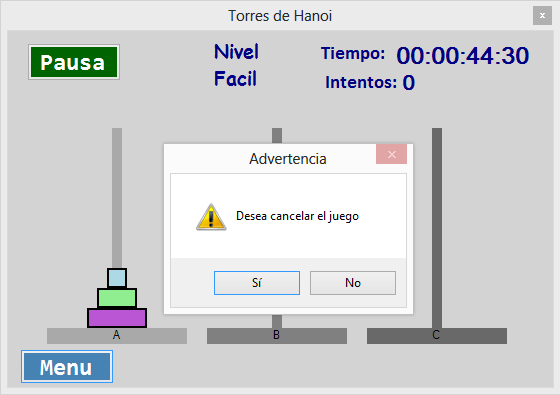 Torres de Hanoi
Pausa
Nivel
Facil
Tiempo: 00:00:44:30
Intentos: 0
Advertencia
Desea cancelar el juego
Sí
No
A
B
C
Menu